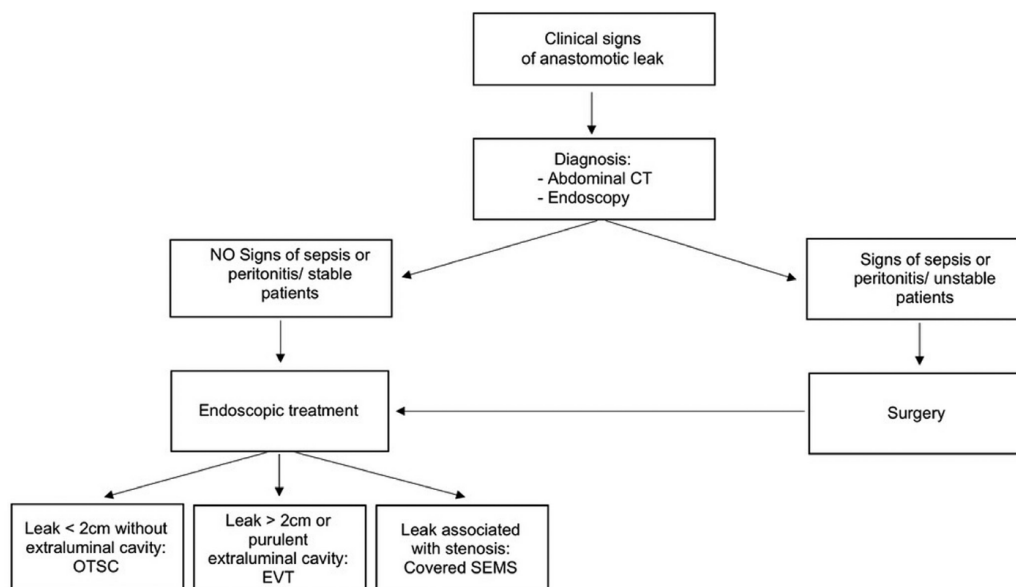 Clinical signs
of anastomotic leak
Diagnosis:
- Abdominal CT
- Endoscopy
NO Signs of sepsis or
peritonitis/ stable
patients
Signs of sepsis or
peritonitis/ unstable
patients
Endoscopic treatment
Surgery
Leak < 2cm without
extraluminal cavity:
OTSC
Leak > 2cm or
purulent
extraluminal cavity:
EVT
Leak associated
with stenosis:
Covered SEMS